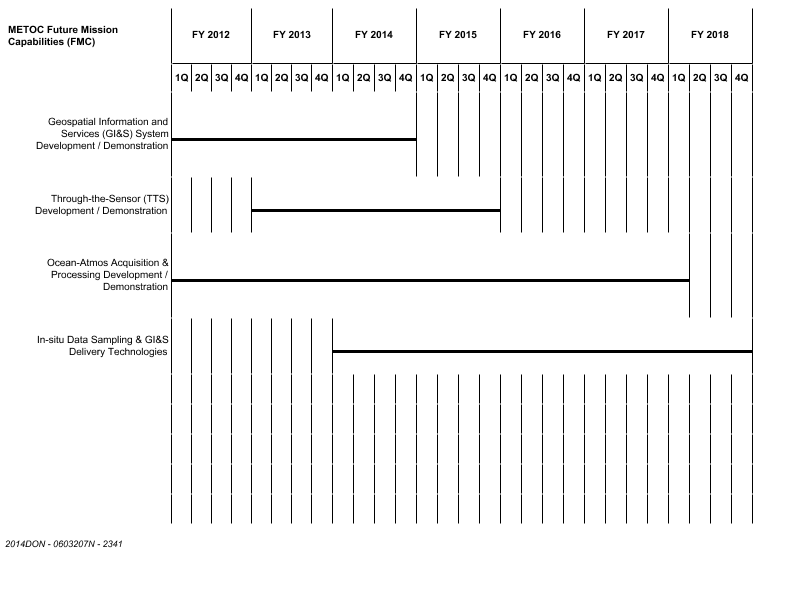 METOC Future Mission
Capabilities (FMC)
FY 2012 FY 2013 FY 2014 FY 2015 FY 2016 FY 2017 FY 2018
1Q 2Q 3Q 4Q 1Q 2Q 3Q 4Q 1Q 2Q 3Q 4Q 1Q 2Q 3Q 4Q 1Q 2Q 3Q 4Q 1Q 2Q 3Q 4Q 1Q 2Q 3Q 4Q
Geospatial Information and
Services (GI&S) System
Development / Demonstration
Through-the-Sensor (TTS)
Development / Demonstration
Ocean-Atmos Acquisition &
Processing Development /
Demonstration
In-situ Data Sampling & GI&S
Delivery Technologies
2014DON - 0603207N - 2341